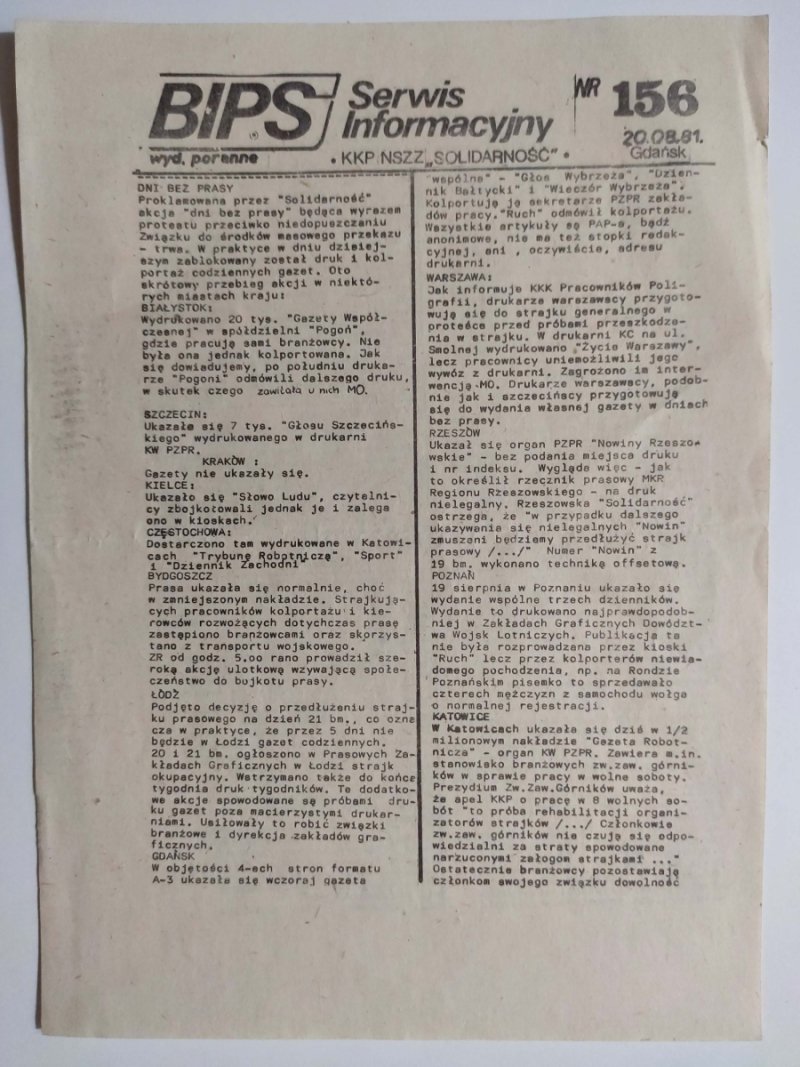 BIPS Serwis Informacyjny
NR 156
20.08.81.
Gdańsk
wyd. poranne
• KKP NSZZ „SOLIDARNOŚĆ" •
DNI BEZ PRASY
Proklamowana przez "Solidarność"
akcja "dni bez prasy" będąca wyrazem
protestu przeciwko niedopuszczaniu
Związku do środków masowego przekazu
- trwa. W praktyce w dniu dzisiej-
szym zablokowany został druk i kol-
portaż codziennych gazet. Oto
skrótowy przebieg akcji w niektó-
rych miastach kraju:
BIAŁYSTOK:
Wydrukowano 20 tys. "Gazety Współ-
czesnej" w spółdzielni "Pogoń",
gdzie pracują sami branżowcy. Nie
była ona jednak kolportowana. Jak
się dowiadujemy, po południu druka-
rze "Pogoni" odmówili dalszego druku,
w skutek czego zawitała u nich MO.
SZCZECIN:
Ukazała się 7 tys. "Głosu Szczecińs-
kiego" wydrukowanego w drukarni
KW PZPR.
KRAKÓW :
Gazety nie ukazały się.
KIELCE:
Ukazało się "Słowo Ludu", czytelni-
cy zbojkotowali jednak je i zalega
ono w kioskach.
CZĘSTOCHOWA:
Dostarczono tam wydrukowane w Katowi-
cach "Trybunę Robotniczą", "Sport"
i "Dziennik Zachodni"
BYDGOSZCZ
Prasa ukazała się normalnie, choć
w zmniejszonym nakładzie. Strajkują-
cych pracowników kolportażu i kie-
rowców rozwożących dotychczas prasę
zastąpiono branżowcami oraz skorzys-
tano z transportu wojskowego.
ZR od godz. 5,oo rano prowadził sze-
roką akcję ulotkową wzywającą społe-
czeństwo do bojkotu prasy.
ŁÓDŹ
Podjęto decyzję o przedłużeniu straj-
ku prasowego na dzień 21 bm., co ozna
cza w praktyce, że przez 5 dni nie
będzie w Łodzi gazet codziennych.
20 i 21 bm. ogłoszono w Prasowych Za-
kładach Graficznych w Łodzi strajk
okupacyjny. Wstrzymano także do końca
tygodnia druk tygodników. Te dodatko-
we akcje spowodowane są próbami dru-
ku gazet poza macierzystymi drukar-
niami. Usiłowały to robić związki
branżowe i dyrekcja zakładów gra-
ficznych.
GDAŃSK
W objętości 4-ech stron formatu
A-3 ukazała się wczoraj gazeta
"wspólna" - "Głos Wybrzeża", "Dzien-
nik Bałtycki" i "Wieczór Wybrzeża".
Kolportują ją sekretarze PZPR zakła-
dów pracy."Ruch" odmówił kolportażu.
Wszystkie artykuły są PAP-a, bądź
anonimowe, nie ma też stopki redak-
cyjnej, ani , oczywiście, adresu
drukarni.
WARSZAWA:
Jak informuje KKK Pracowników Poli-
grafii, drukarze warszawscy przygoto-
wują się do strajku generalnego w
proteście przed próbami przeszkodze-
nia w strajku. W drukarni KC na ul.
Smolnej wydrukowano "Życie Warszawy",
lecz pracownicy uniemożliwili jego
wywóz z drukarni. Zagrożono im inter-
wencją MO. Drukarze warszawscy, podob-
nie jak i szczecińscy przygotowują
się do wydania własnej gazety w dniach
bez prasy.
RZESZÓW
Ukazał się organ PZPR "Nowiny Rzeszow
wskie" - bez podania miejsca druku
i nr indeksu. Wygląda więc - jak
to określił rzecznik prasowy MKR
Regionu Rzeszowskiego - na druk
nielegalny. Rzeszowska "Solidarność"
ostrzega, że "w przypadku dalszego
ukazywania się nielegalnych "Nowin"
zmuszani będziemy przedłużyć strajk
prasowy /.../" Numer "Nowin" z
19 bm. wykonano techniką offsetową.
POZNAŃ
19 sierpnia w Poznaniu ukazało się
wydanie wspólne trzech dzienników.
Wydanie to drukowano najprawdopodob-
niej w Zakładach Graficznych Dowództ-
wa Wojsk Lotniczych. Publikacja ta
nie była rozprowadzana przez kioski
"Ruch" lecz przez kolporterów niewia-
domego pochodzenia, np. na Rondzie
Poznańskim pisemko to sprzedawało
czterech mężczyzn z samochodu wołga
o normalnej rejestracji.
KATOWICE
W Katowicach ukazała się dziś w 1/2
milionowym nakładzie "Gazeta Robot-
nicza" - organ KW PZPR. Zawiera m.in.
stanowisko branżowych zw.zaw. górni-
ków w sprawie pracy w wolne soboty.
Prezydium Zw.Zaw.Górników uważa,
że apel KKP o pracę w 8 wolnych so-
bót "to próba rehabilitacji organi-
zatorów strajków /.../ Członkowie
zw.zaw. górników nie czują się odpo-
wiedzialni za straty spowodowane
narzuconymi załogom strajkami ..."
Ostatecznie branżowcy pozostawiają
członkom swojego związku dowolność